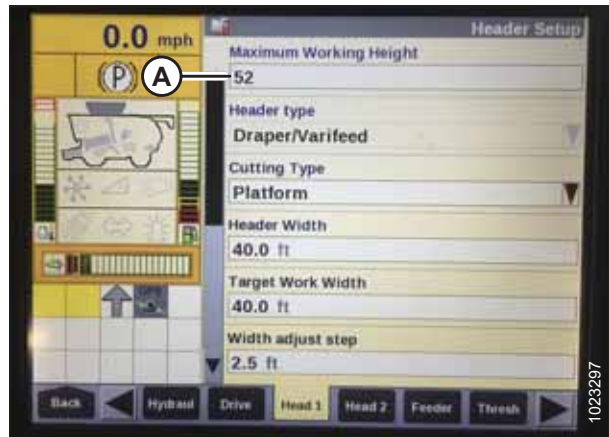 0.0 mph
Header Setup
(P)
A
Maximum Working Height
52
Header type
Draper/Varifeed
Cutting Type
Platform
Header Width
40.0 ft
Target Work Width
40.0 ft
Width adjust step
2.5 ft
Back
Hydraul
Drive
Head 1
Head 2
Feeder
Thresh
1023297